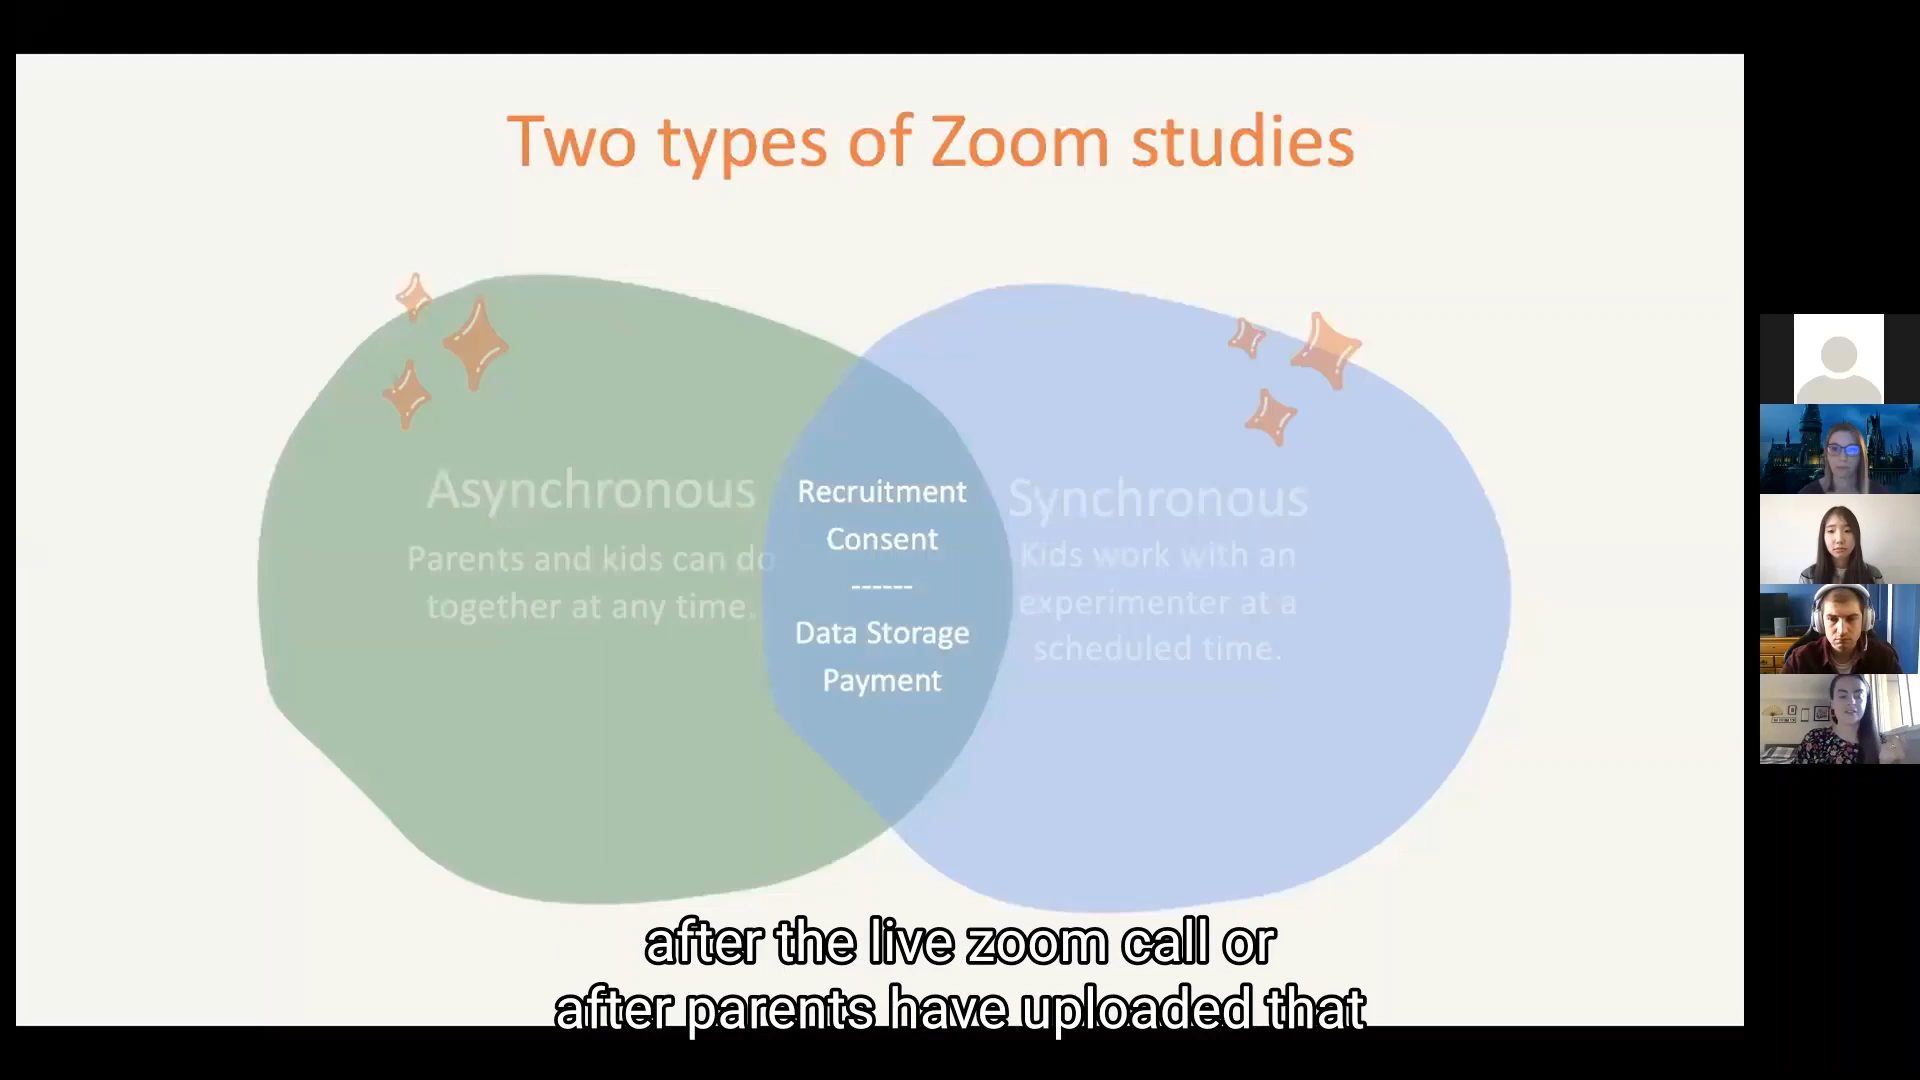 Two types of Zoom studies
Asynchronous
Parents and kids can do
together at any time.
Recruitment
Consent
------
Data Storage
Payment
Synchronous
Kids work with an
experimenter at a
scheduled time.
after the live zoom call or
after parents have uploaded that